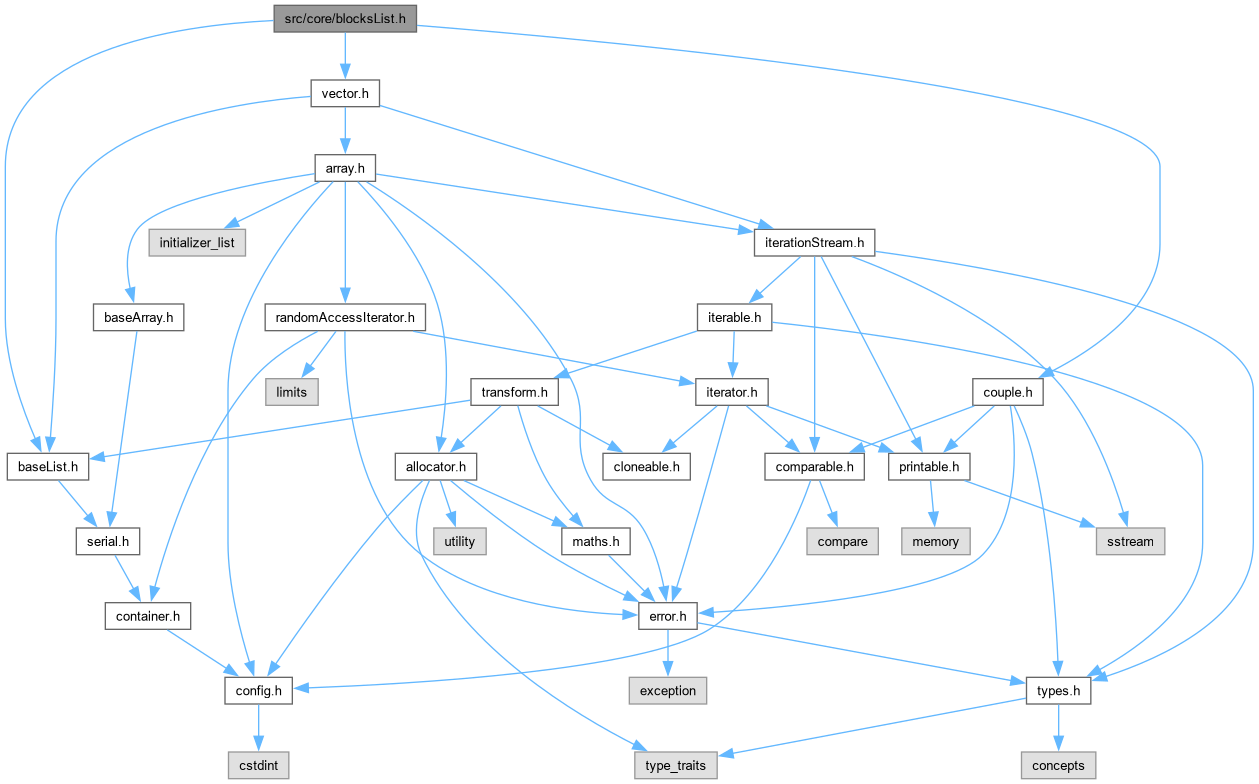 src/core/blocksList.h
vector.h
array.h
initializer_list
iterationStream.h
baseArray.h
randomAccessIterator.h
iterable.h
limits
transform.h
iterator.h
couple.h
baseList.h
allocator.h
cloneable.h
comparable.h
printable.h
serial.h
utility
maths.h
compare
memory
sstream
container.h
error.h
config.h
exception
types.h
cstdint
type_traits
concepts